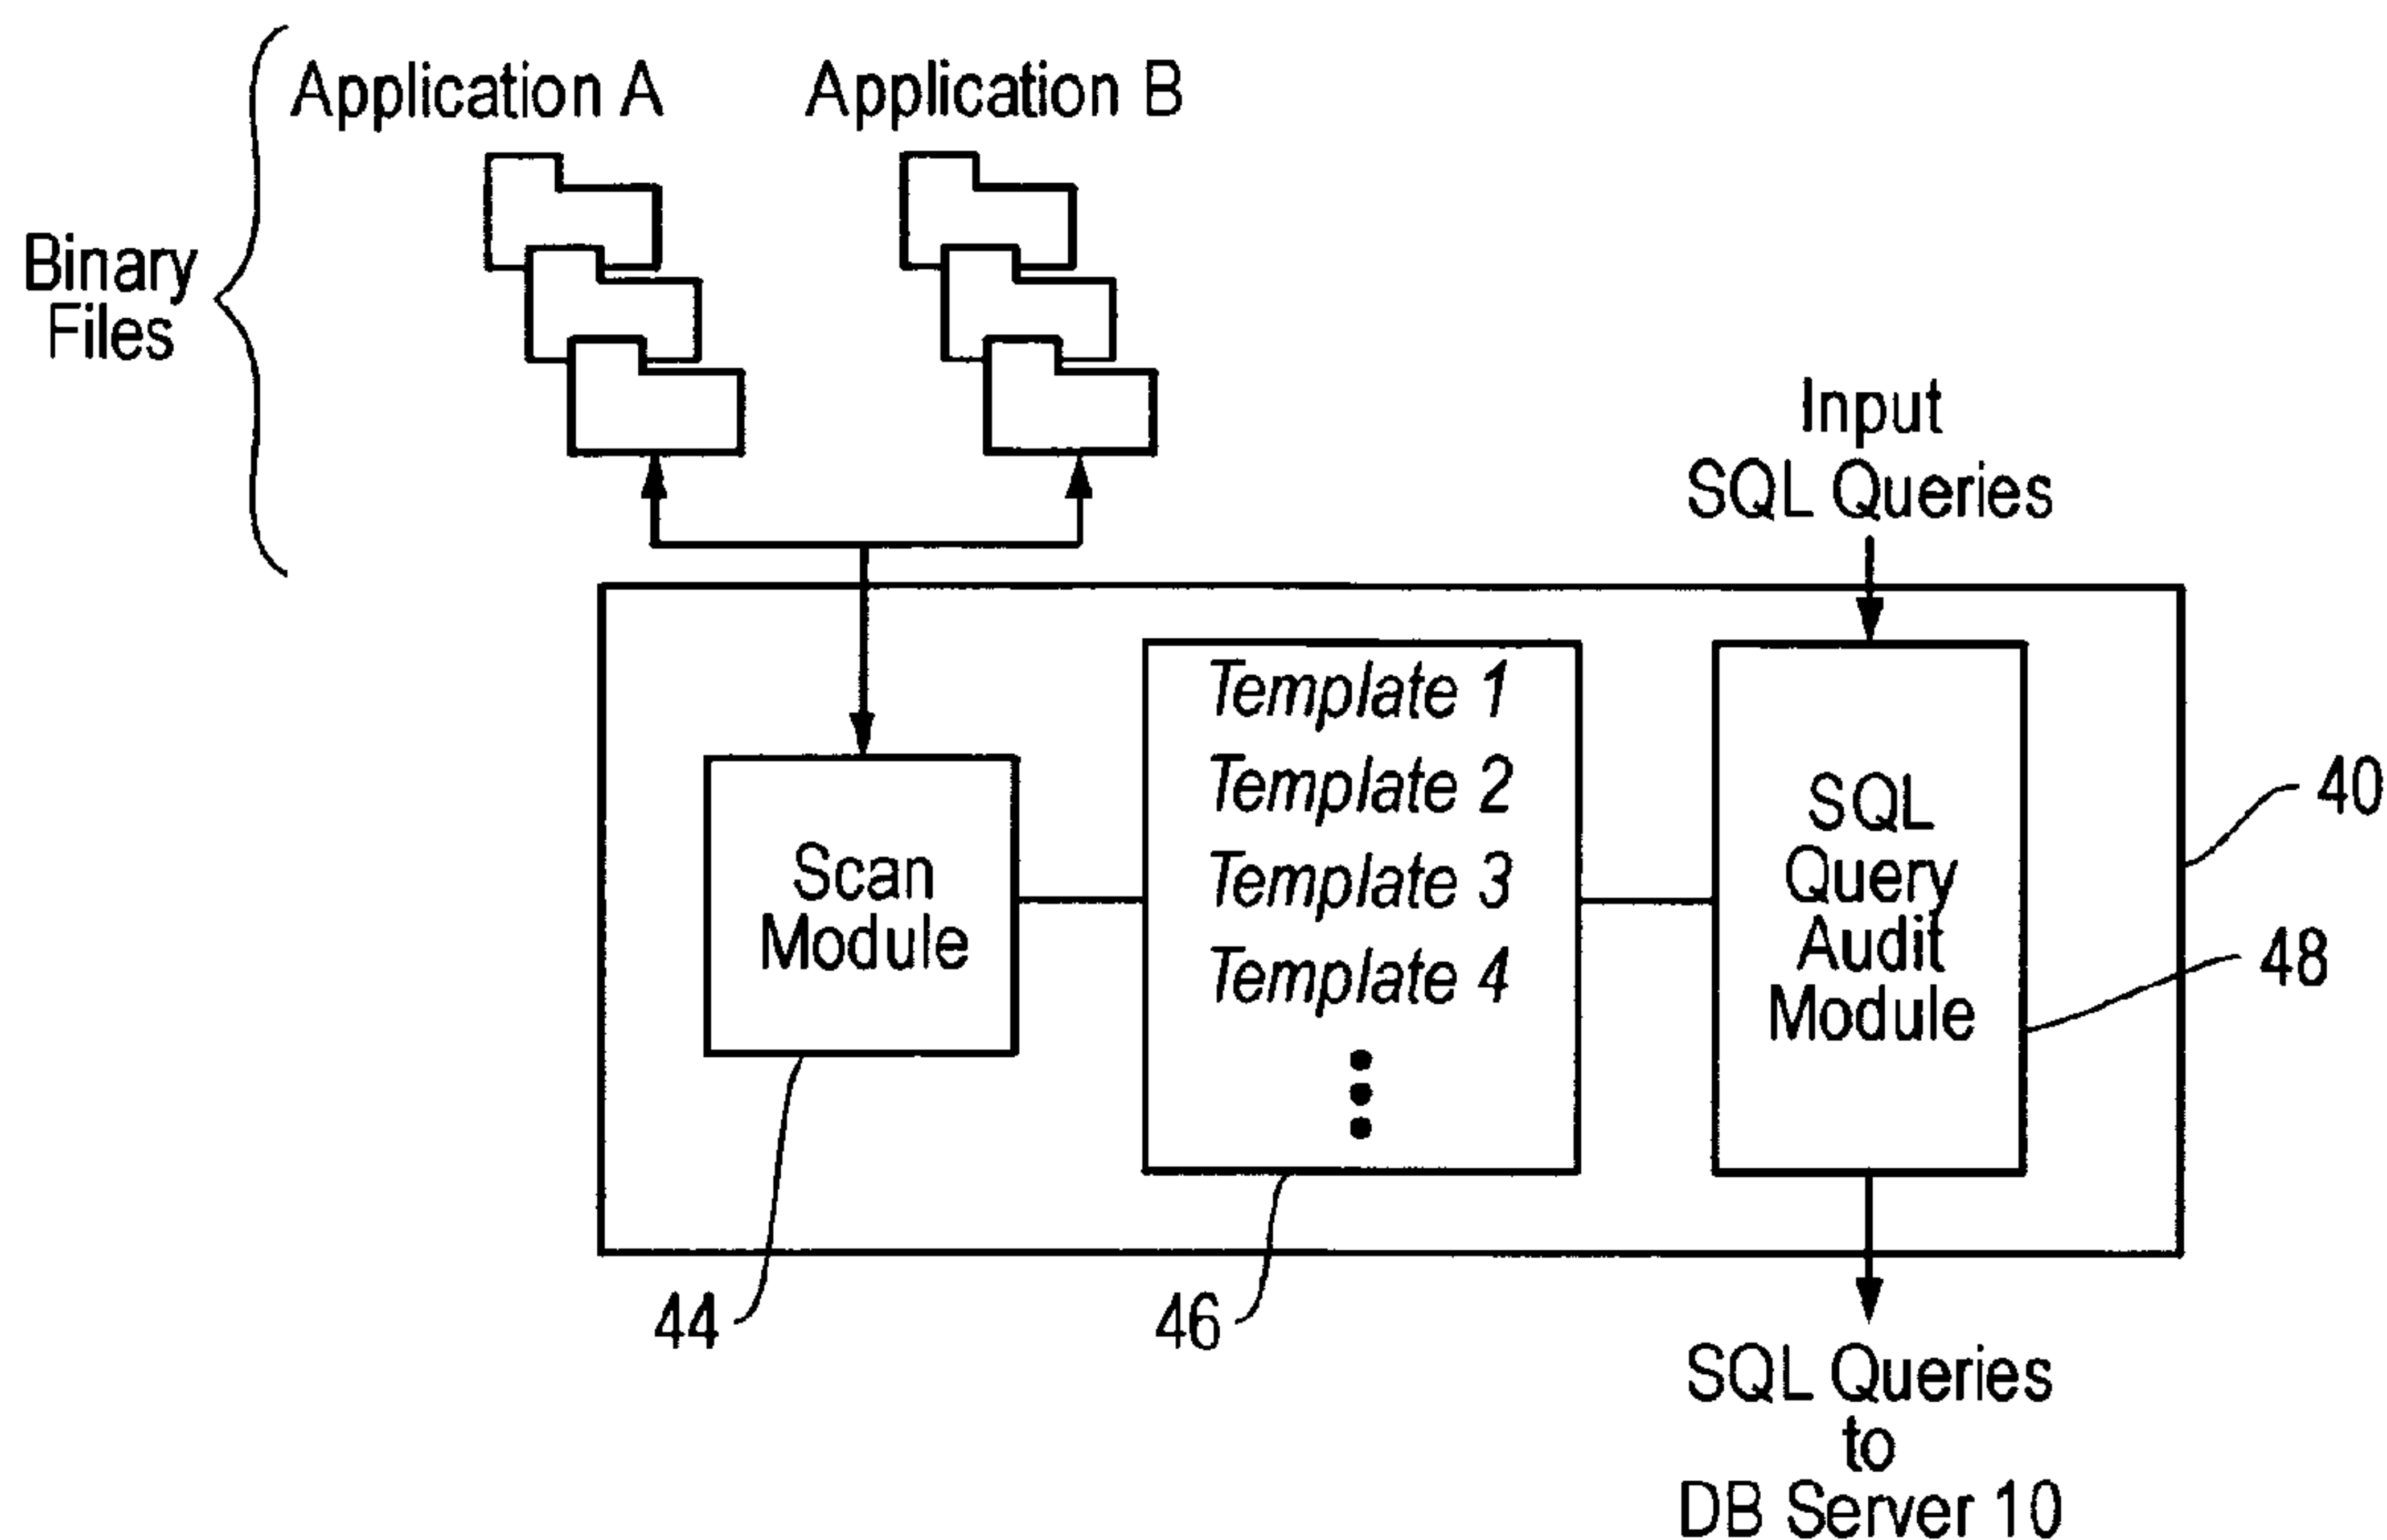 Application A
Application B
Binary
Files
Input
SQL Queries
Scan
Module
Template 1
Template 2
Template 3
Template 4
SQL
Query
Audit
Module
40
48
44
46
SQL Queries
to
DB Server 10